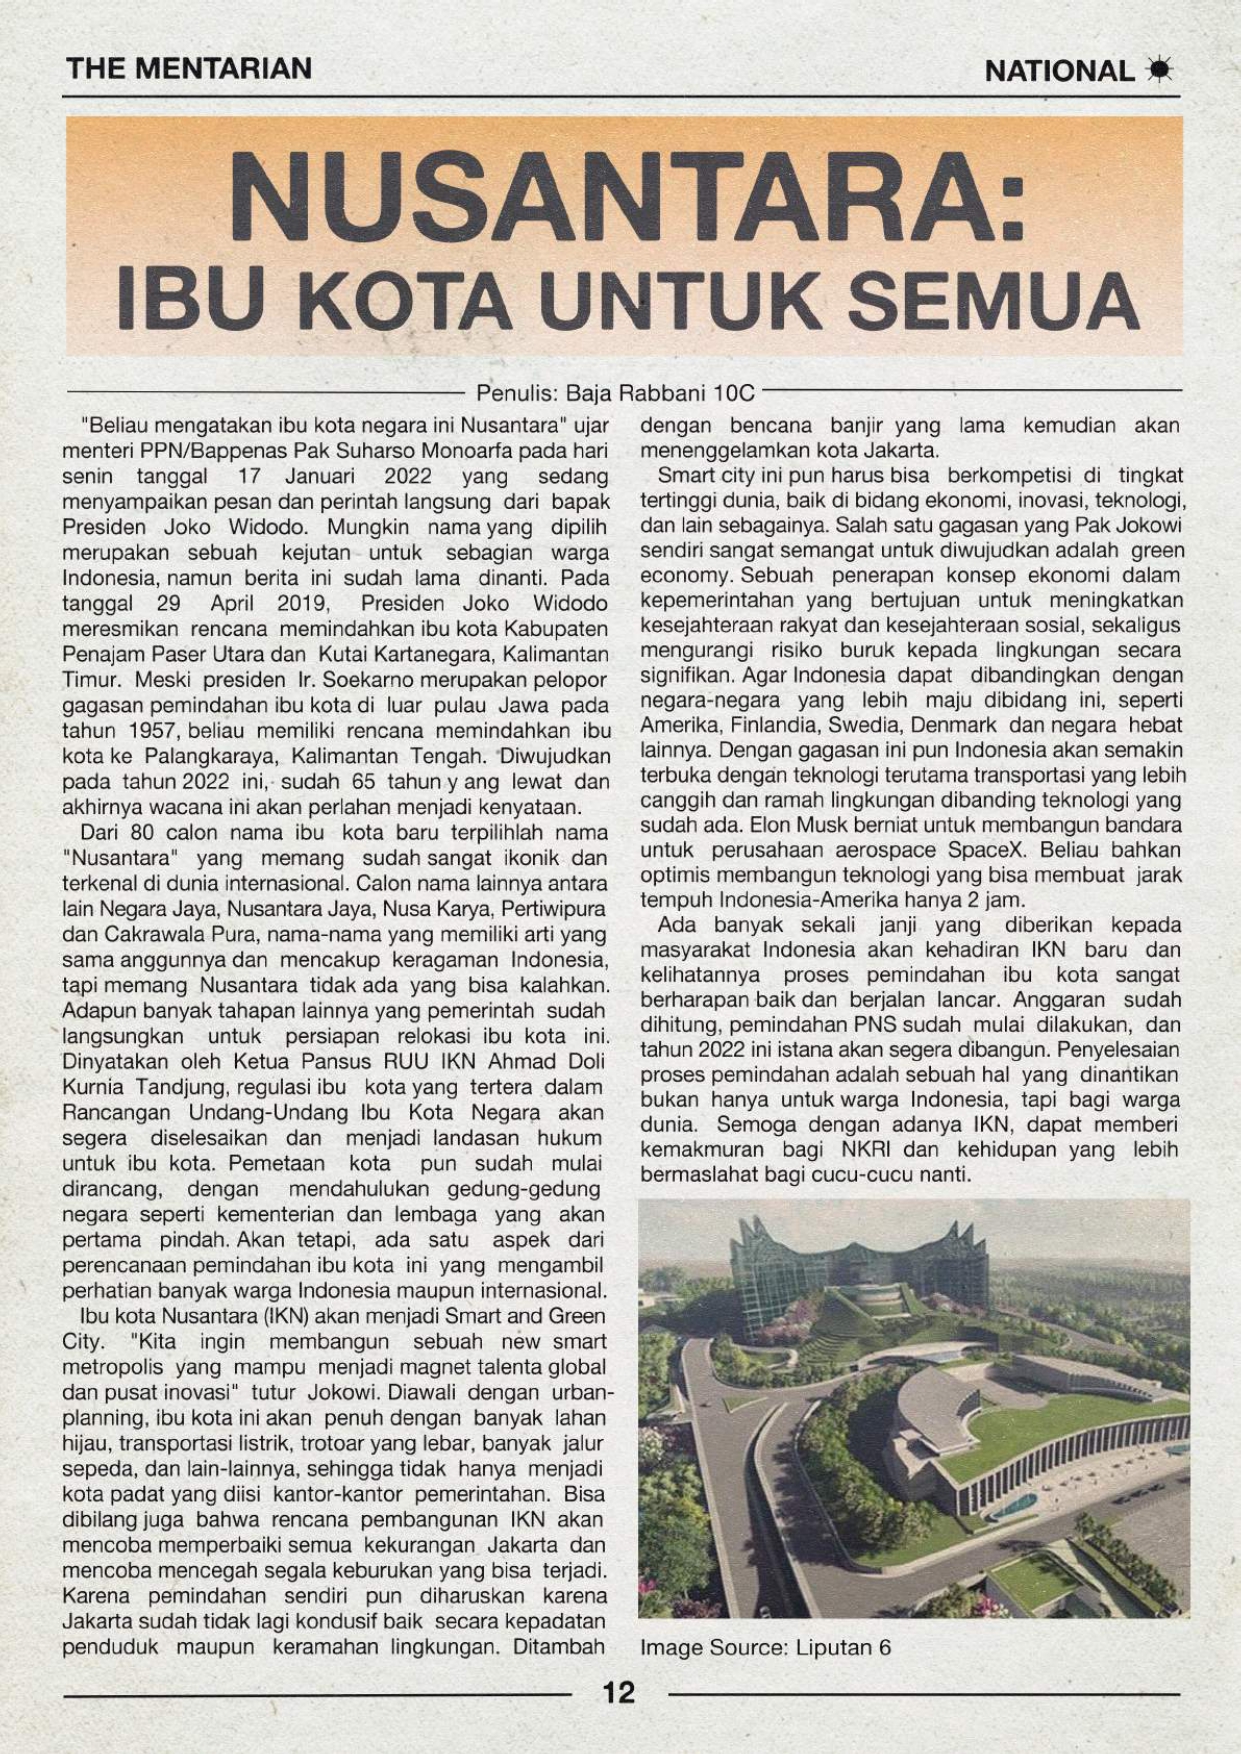 THE MENTARIAN
NATIONAL
NUSANTARA:
IBU KOTA UNTUK SEMUA
Penulis: Baja Rabbani 10C
"Beliau mengatakan ibu kota negara ini Nusantara" ujar
menteri PPN/Bappenas Pak Suharso Monoarfa pada hari
senin tanggal 17 Januari 2022 yang sedang
menyampaikan pesan dan perintah langsung dari bapak
Presiden Joko Widodo. Mungkin nama yang dipilih
merupakan sebuah kejutan untuk sebagian warga
Indonesia, namun berita ini sudah lama dinanti. Pada
tanggal 29 April 2019, Presiden Joko Widodo
meresmikan rencana memindahkan ibu kota Kabupaten
Penajam Paser Utara dan Kutai Kartanegara, Kalimantan
Timur. Meski presiden Ir. Soekarno merupakan pelopor
gagasan pemindahan ibu kota di luar pulau Jawa pada
tahun 1957, beliau memiliki rencana memindahkan ibu
kota ke Palangkaraya, Kalimantan Tengah. Diwujudkan
pada tahun 2022 ini, sudah 65 tahun y ang lewat dan
akhirnya wacana ini akan perlahan menjadi kenyataan.
Dari 80 calon nama ibu kota baru terpilihlah nama
"Nusantara" yang memang sudah sangat ikonik dan
terkenal di dunia internasional. Calon nama lainnya antara
lain Negara Jaya, Nusantara Jaya, Nusa Karya, Pertiwipura
dan Cakrawala Pura, nama-nama yang memiliki arti yang
sama anggunnya dan mencakup keragaman Indonesia,
tapi memang Nusantara tidak ada yang bisa kalahkan.
Adapun banyak tahapan lainnya yang pemerintah sudah
langsungkan untuk persiapan relokasi ibu kota ini.
Dinyatakan oleh Ketua Pansus RUU IKN Ahmad Doli
Kurnia Tandjung, regulasi ibu kota yang tertera dalam
Rancangan Undang-Undang Ibu Kota Negara akan
segera diselesaikan dan menjadi landasan hukum
untuk ibu kota. Pemetaan kota pun sudah mulai
dirancang, dengan mendahulukan gedung-gedung
negara seperti kementerian dan lembaga yang akan
pertama pindah. Akan tetapi, ada satu aspek dari
perencanaan pemindahan ibu kota ini yang mengambil
perhatian banyak warga Indonesia maupun internasional.
Ibu kota Nusantara (IKN) akan menjadi Smart and Green
City. "Kita ingin membangun sebuah new smart
metropolis yang mampu menjadi magnet talenta global
dan pusat inovasi" tutur Jokowi. Diawali dengan urban-
planning, ibu kota ini akan penuh dengan banyak lahan
hijau, transportasi listrik, trotoar yang lebar, banyak jalur
sepeda, dan lain-lainnya, sehingga tidak hanya menjadi
kota padat yang diisi kantor-kantor pemerintahan. Bisa
dibilang juga bahwa rencana pembangunan IKN akan
mencoba memperbaiki semua kekurangan Jakarta dan
mencoba mencegah segala keburukan yang bisa terjadi.
Karena pemindahan sendiri pun diharuskan karena
Jakarta sudah tidak lagi kondusif baik secara kepadatan
penduduk maupun keramahan lingkungan. Ditambah
dengan bencana banjir yang lama kemudian akan
menenggelamkan kota Jakarta.
Smart city ini pun harus bisa berkompetisi di tingkat
tertinggi dunia, baik di bidang ekonomi, inovasi, teknologi,
dan lain sebagainya. Salah satu gagasan yang Pak Jokowi
sendiri sangat semangat untuk diwujudkan adalah green
economy. Sebuah penerapan konsep ekonomi dalam
kepemerintahan yang bertujuan untuk meningkatkan
kesejahteraan rakyat dan kesejahteraan sosial, sekaligus
mengurangi risiko buruk kepada lingkungan secara
signifikan. Agar Indonesia dapat dibandingkan dengan
negara-negara yang lebih maju dibidang ini, seperti
Amerika, Finlandia, Swedia, Denmark dan negara hebat
lainnya. Dengan gagasan ini pun Indonesia akan semakin
terbuka dengan teknologi terutama transportasi yang lebih
canggih dan ramah lingkungan dibanding teknologi yang
sudah ada. Elon Musk berniat untuk membangun bandara
untuk perusahaan aerospace SpaceX. Beliau bahkan
optimis membangun teknologi yang bisa membuat jarak
tempuh Indonesia-Amerika hanya 2 jam.
Ada banyak sekali janji yang diberikan kepada
masyarakat Indonesia akan kehadiran IKN baru dan
kelihatannya proses pemindahan ibu kota sangat
berharapan baik dan berjalan lancar. Anggaran sudah
dihitung, pemindahan PNS sudah mulai dilakukan, dan
tahun 2022 ini istana akan segera dibangun. Penyelesaian
proses pemindahan adalah sebuah hal yang dinantikan
bukan hanya untuk warga Indonesia, tapi bagi warga
dunia. Semoga dengan adanya IKN, dapat memberi
kemakmuran bagi NKRI dan kehidupan yang lebih
bermaslahat bagi cucu-cucu nanti.
Image Source: Liputan 6
12